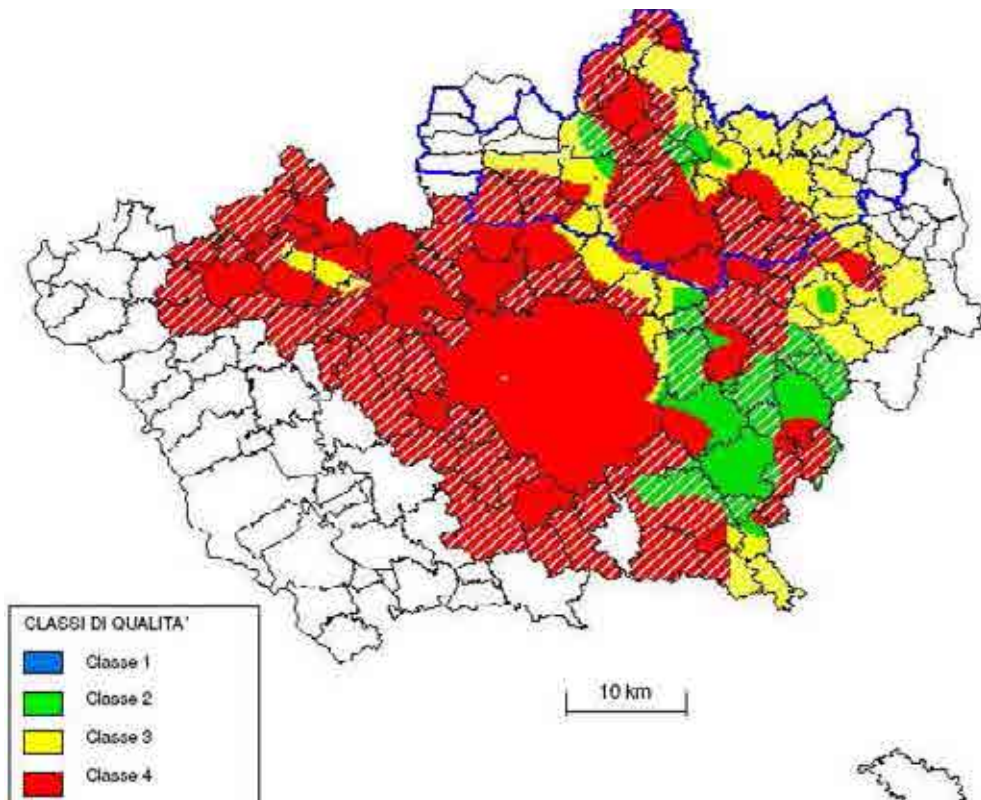 CLASSI DI QUALITA'
Classe 1
Classe 2
Classe 3
Classe 4
10 km